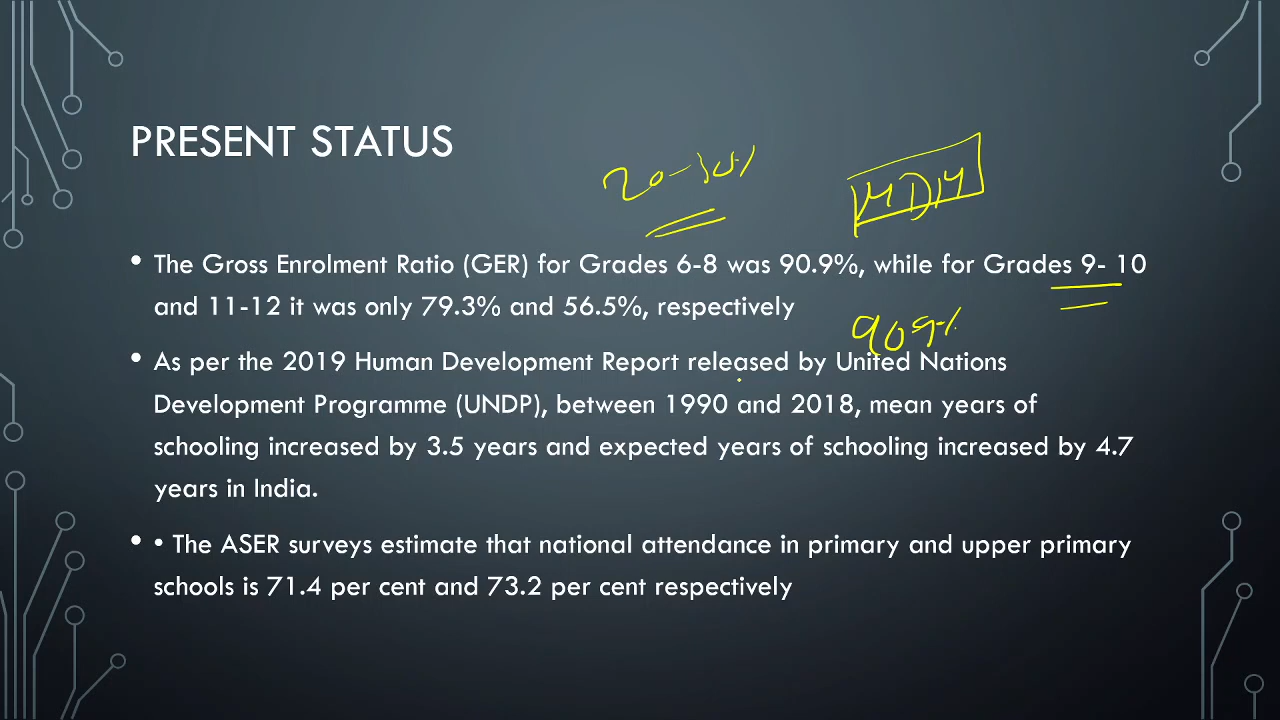 PRESENT STATUS
20-30%
MDM
• The Gross Enrolment Ratio (GER) for Grades 6-8 was 90.9%, while for Grades 9- 10
and 11-12 it was only 79.3% and 56.5%, respectively
• As per the 2019 Human Development Report released by United Nations
Development Programme (UNDP), between 1990 and 2018, mean years of
schooling increased by 3.5 years and expected years of schooling increased by 4.7
years in India.
• • The ASER surveys estimate that national attendance in primary and upper primary
schools is 71.4 per cent and 73.2 per cent respectively